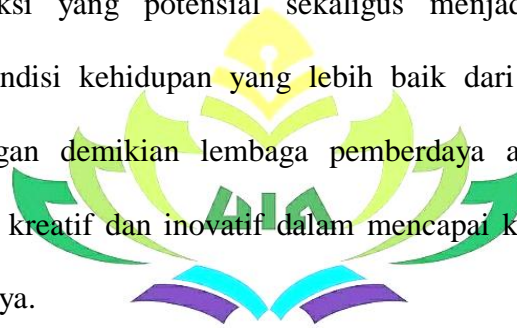 ksi yang potensial sekaligus menjad
ndisi kehidupan yang lebih baik dari
gan demikian lembaga pemberdaya a
kreatif dan inovatif dalam mencapai k
ya.
UIN